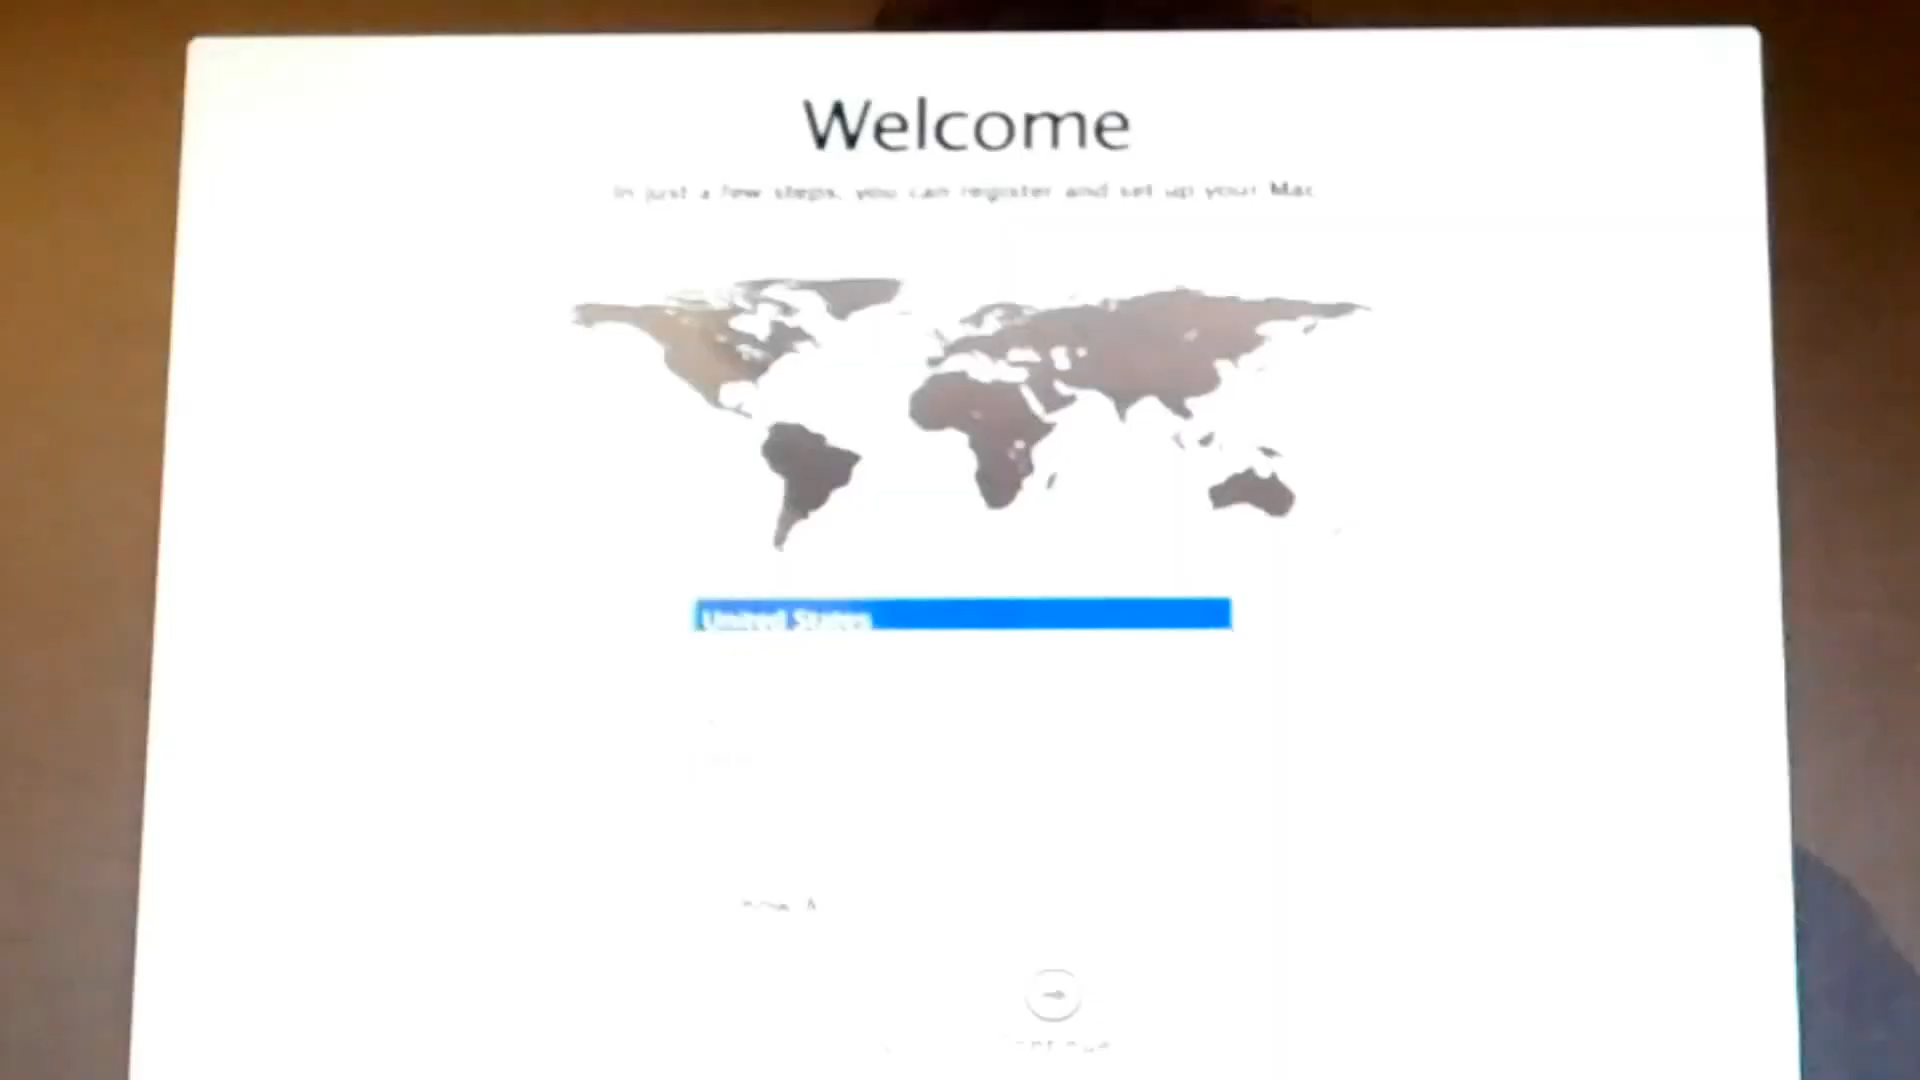 Welcome
In just a few steps, you can register and set up your Mac
United States